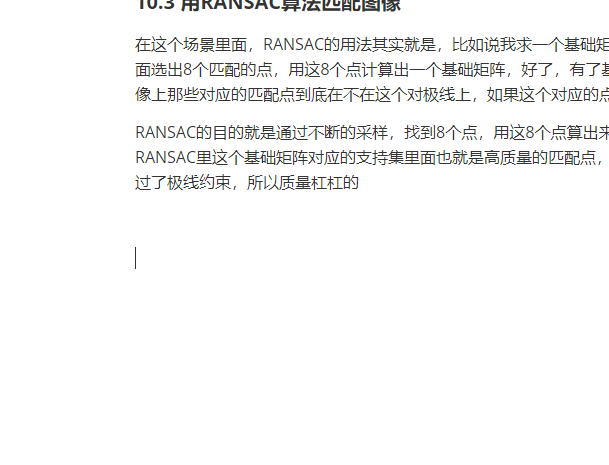 10.3 用RANSAC算法匹配图像
在这个场景里面，RANSAC的用法其实就是，比如说我求一个基础矩
面选出8个匹配的点，用这8个点计算出一个基础矩阵，好了，有了基
像上那些对应的匹配点到底在不在这个对极线上，如果这个对应的点
RANSAC的目的就是通过不断的采样，找到8个点，用这8个点算出来
RANSAC里这个基础矩阵对应的支持集里面也就是高质量的匹配点，
过了极线约束，所以质量杠杠的